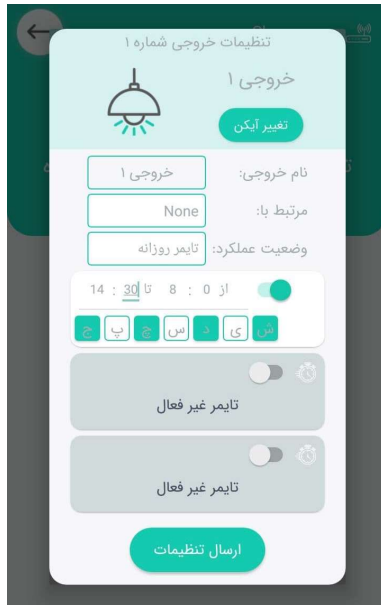 تنظیمات خروجی شماره ۱
خروجی ۱
تغییر آیکن
نام خروجی: خروجی ۱
مرتبط با: None
وضعیت عملکرد: تایمر روزانه
از 0 : 8 تا 30 : 14
ش ی د س چ پ ج
تایمر غیر فعال
تایمر غیر فعال
ارسال تنظیمات